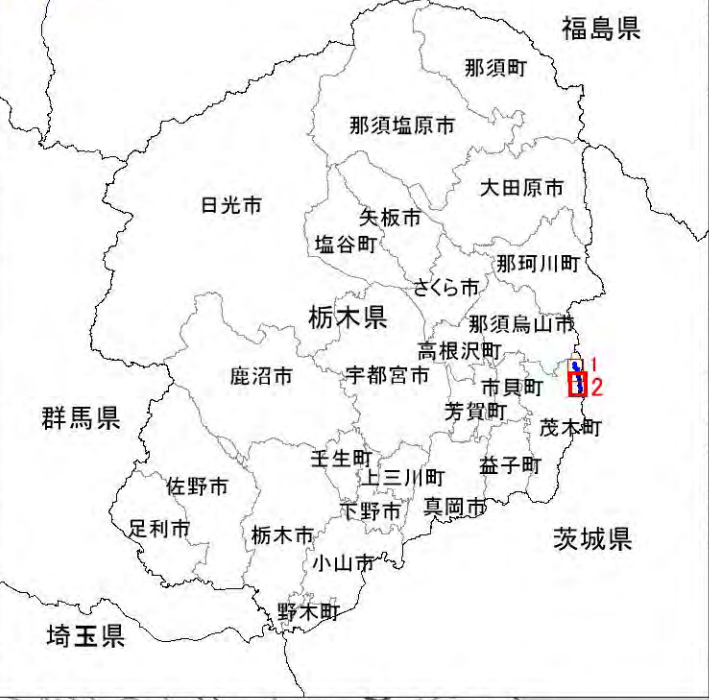 福島県
那須町
那須塩原市
大田原市
日光市
矢板市
塩谷町
那珂川町
さくら市
栃木県
那須烏山市
高根沢町
1
鹿沼市
宇都宮市
市貝町
2
芳賀町
群馬県
茂木町
壬生町
益子町
上三川町
佐野市
真岡市
下野市
足利市
栃木市
茨城県
小山市
野木町
埼玉県